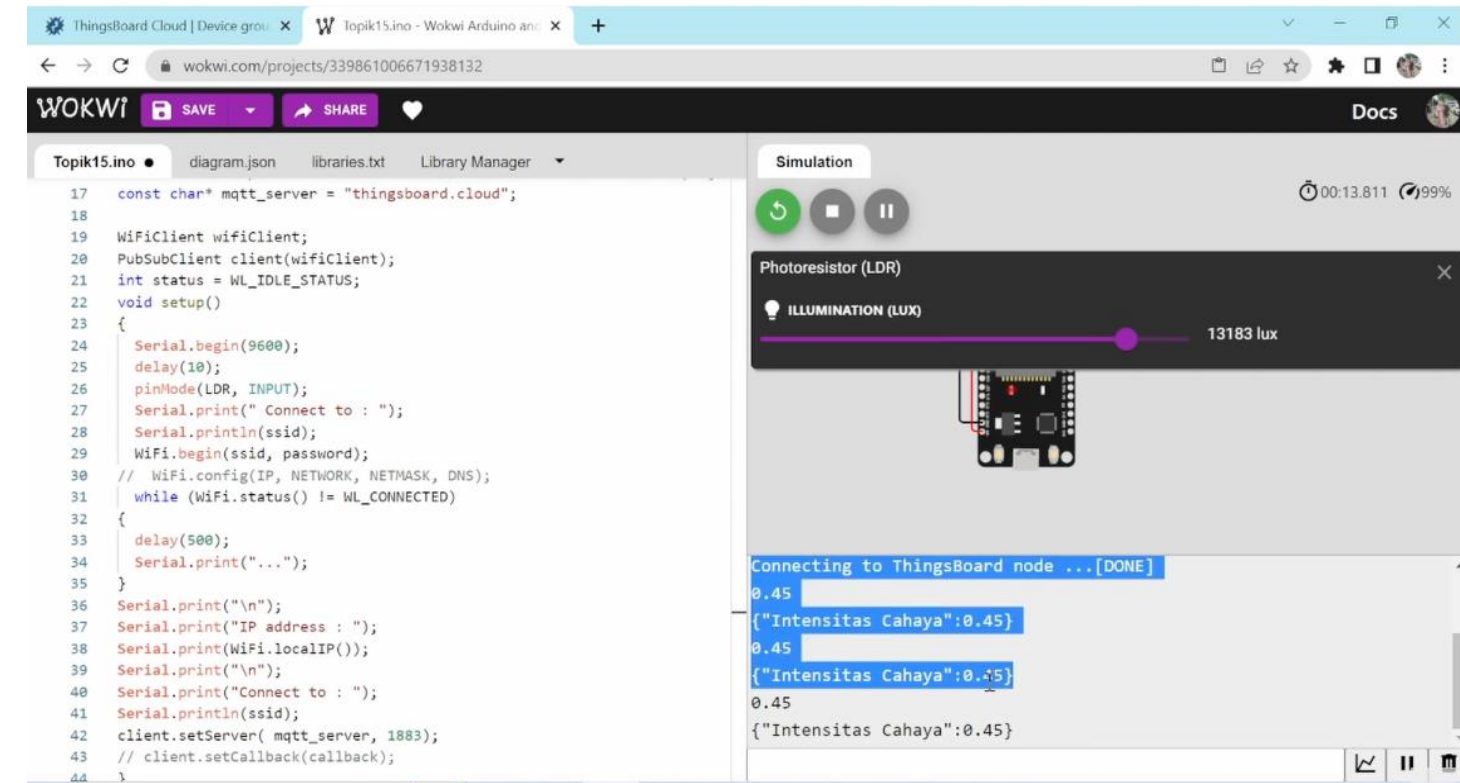 ThingsBoard Cloud | Device grou
Topik15.ino - Wokwi Arduino and
wokwi.com/projects/339861006671938132
WOKWI
SAVE
SHARE
Docs
Topik15.ino
diagram.json
libraries.txt
Library Manager
17 const char* mqtt_server = "thingsboard.cloud";
18
19 WiFiClient wifiClient;
20 PubSubClient client(wifiClient);
21 int status = WL_IDLE_STATUS;
22 void setup()
23 {
24 Serial.begin(9600);
25 delay(10);
26 pinMode(LDR, INPUT);
27 Serial.print(" Connect to : ");
28 Serial.println(ssid);
29 WiFi.begin(ssid, password);
30 // WiFi.config(IP, NETWORK, NETMASK, DNS);
31 while (WiFi.status() != WL_CONNECTED)
32 {
33 delay(500);
34 Serial.print("...");
35 }
36 Serial.print("\n");
37 Serial.print("IP address : ");
38 Serial.print(WiFi.localIP());
39 Serial.print("\n");
40 Serial.print("Connect to : ");
41 Serial.println(ssid);
42 client.setServer( mqtt_server, 1883);
43 // client.setCallback(callback);
44 }
Simulation
00:13.811 99%
Photoresistor (LDR)
ILLUMINATION (LUX)
13183 lux
Connecting to ThingsBoard node ...[DONE]
0.45
{"Intensitas Cahaya":0.45}
0.45
{"Intensitas Cahaya":0.45}
0.45
{"Intensitas Cahaya":0.45}